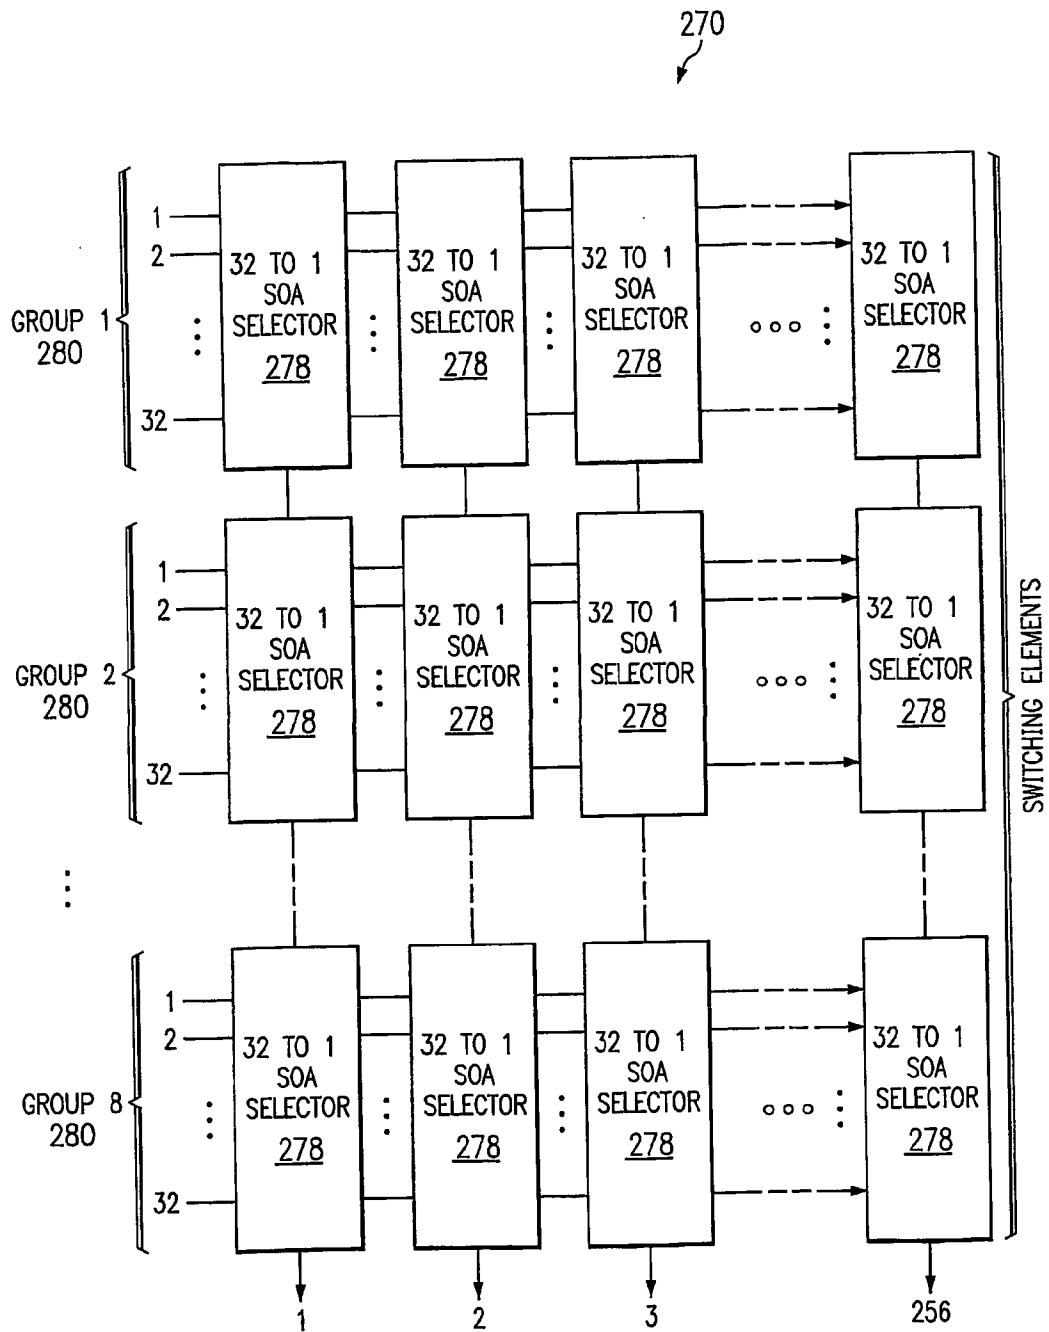 270
1
2
32
GROUP 1
280
32 TO 1
SOA
SELECTOR
278
32 TO 1
SOA
SELECTOR
278
32 TO 1
SOA
SELECTOR
278
32 TO 1
SOA
SELECTOR
278
1
2
32
GROUP 2
280
32 TO 1
SOA
SELECTOR
278
32 TO 1
SOA
SELECTOR
278
32 TO 1
SOA
SELECTOR
278
32 TO 1
SOA
SELECTOR
278
SWITCHING ELEMENTS
1
2
32
GROUP 8
280
32 TO 1
SOA
SELECTOR
278
32 TO 1
SOA
SELECTOR
278
32 TO 1
SOA
SELECTOR
278
32 TO 1
SOA
SELECTOR
278
1
2
3
256